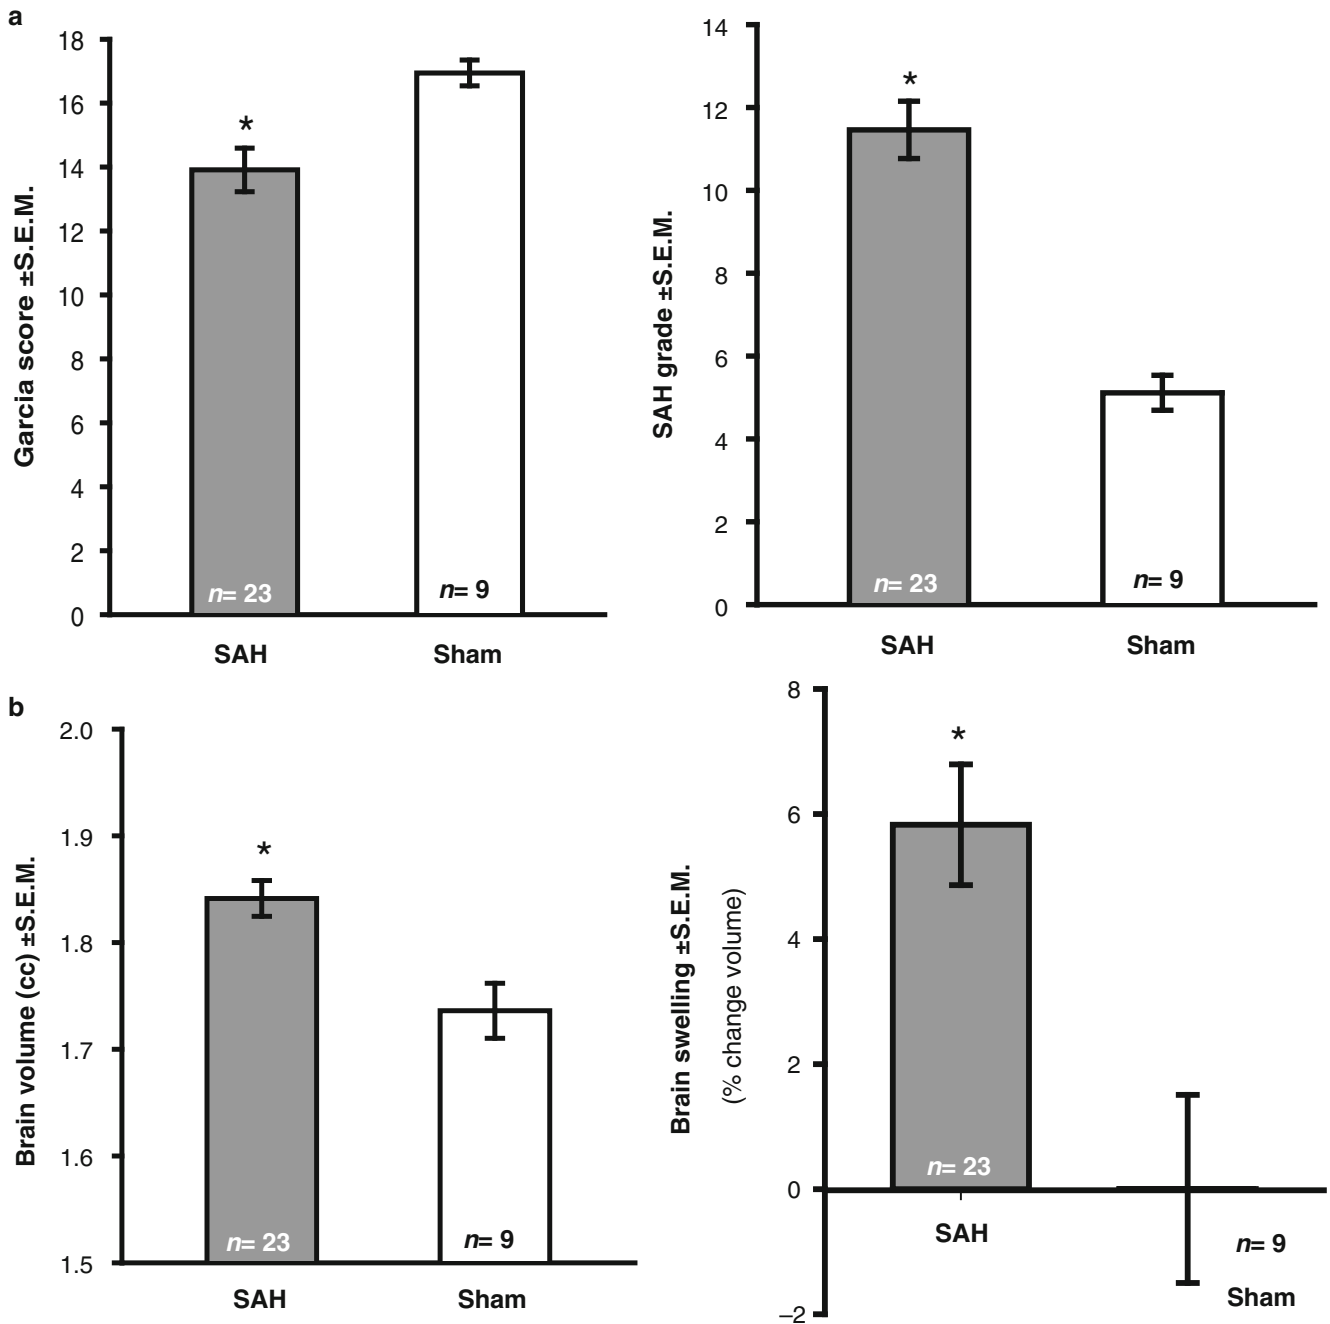 a
Garcia score ±S.E.M.
18
16
14
12
10
8
6
4
2
0
*
n= 23
n= 9
SAH
Sham
SAH grade ±S.E.M.
14
12
10
8
6
4
2
0
*
n= 23
n= 9
SAH
Sham
b
Brain volume (cc) ±S.E.M.
2.0
1.9
1.8
1.7
1.6
1.5
*
n= 23
n= 9
SAH
Sham
Brain swelling ±S.E.M.
(% change volume)
8
6
4
2
0
–2
*
n= 23
SAH
n= 9
Sham